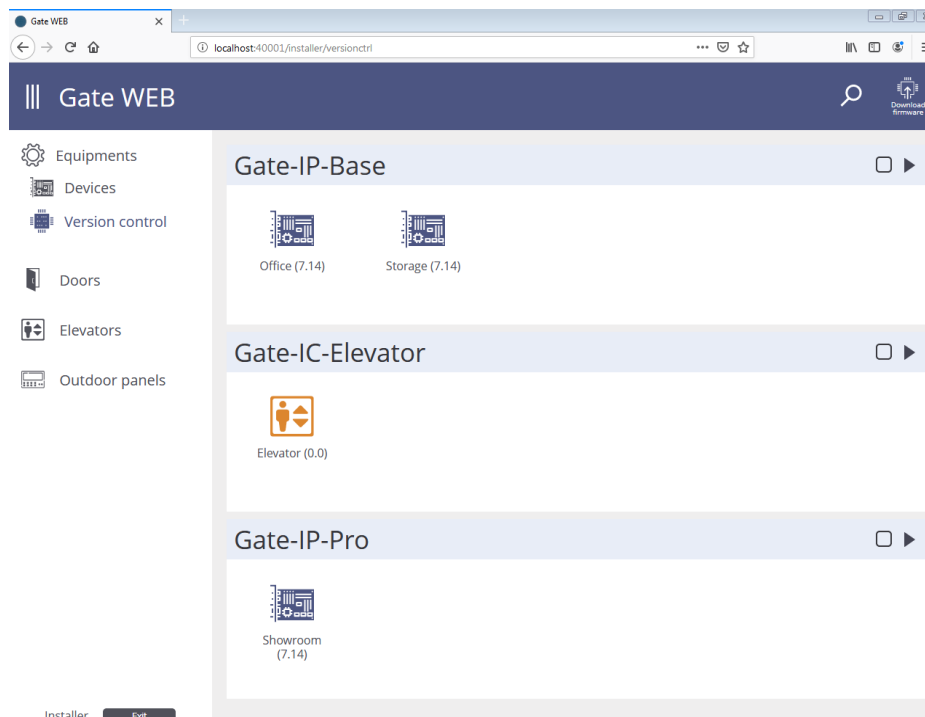 Gate WEB
localhost:40001/installer/versionctrl
Gate WEB
Download
firmware
Equipments
Devices
Version control
Doors
Elevators
Outdoor panels
Gate-IP-Base
Office (7.14)
Storage (7.14)
Gate-IC-Elevator
Elevator (0.0)
Gate-IP-Pro
Showroom
(7.14)
Installer
Exit